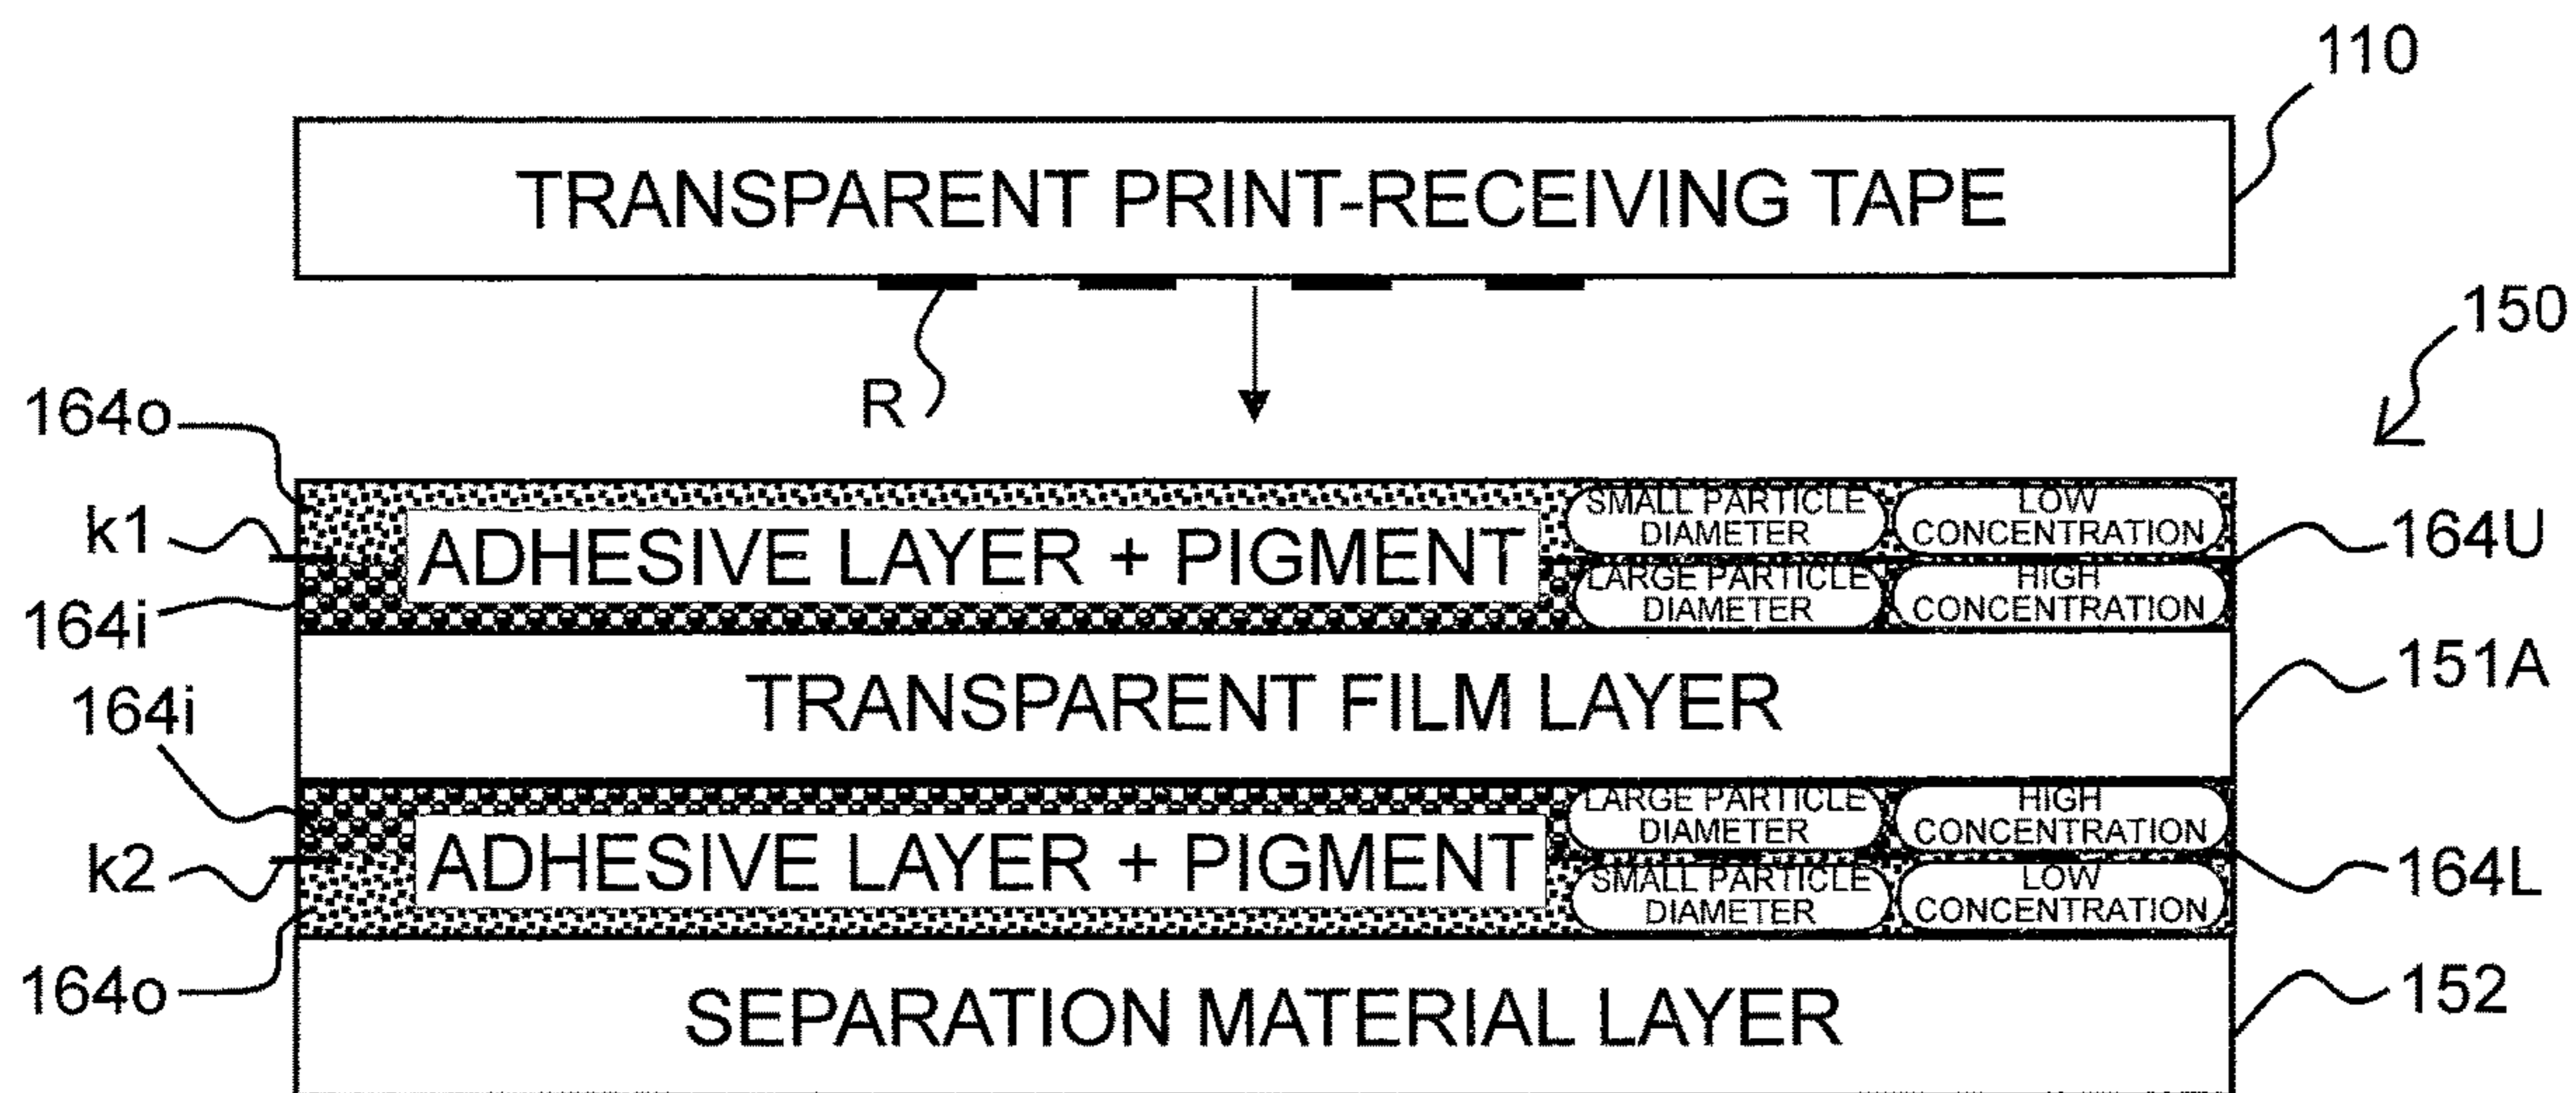 110
TRANSPARENT PRINT-RECEIVING TAPE
150
R
164o
k1
ADHESIVE LAYER + PIGMENT
SMALL PARTICLE
DIAMETER
LOW
CONCENTRATION
LARGE PARTICLE
DIAMETER
HIGH
CONCENTRATION
164U
164i
TRANSPARENT FILM LAYER
151A
164i
k2
ADHESIVE LAYER + PIGMENT
LARGE PARTICLE
DIAMETER
HIGH
CONCENTRATION
SMALL PARTICLE
DIAMETER
LOW
CONCENTRATION
164L
164o
SEPARATION MATERIAL LAYER
152